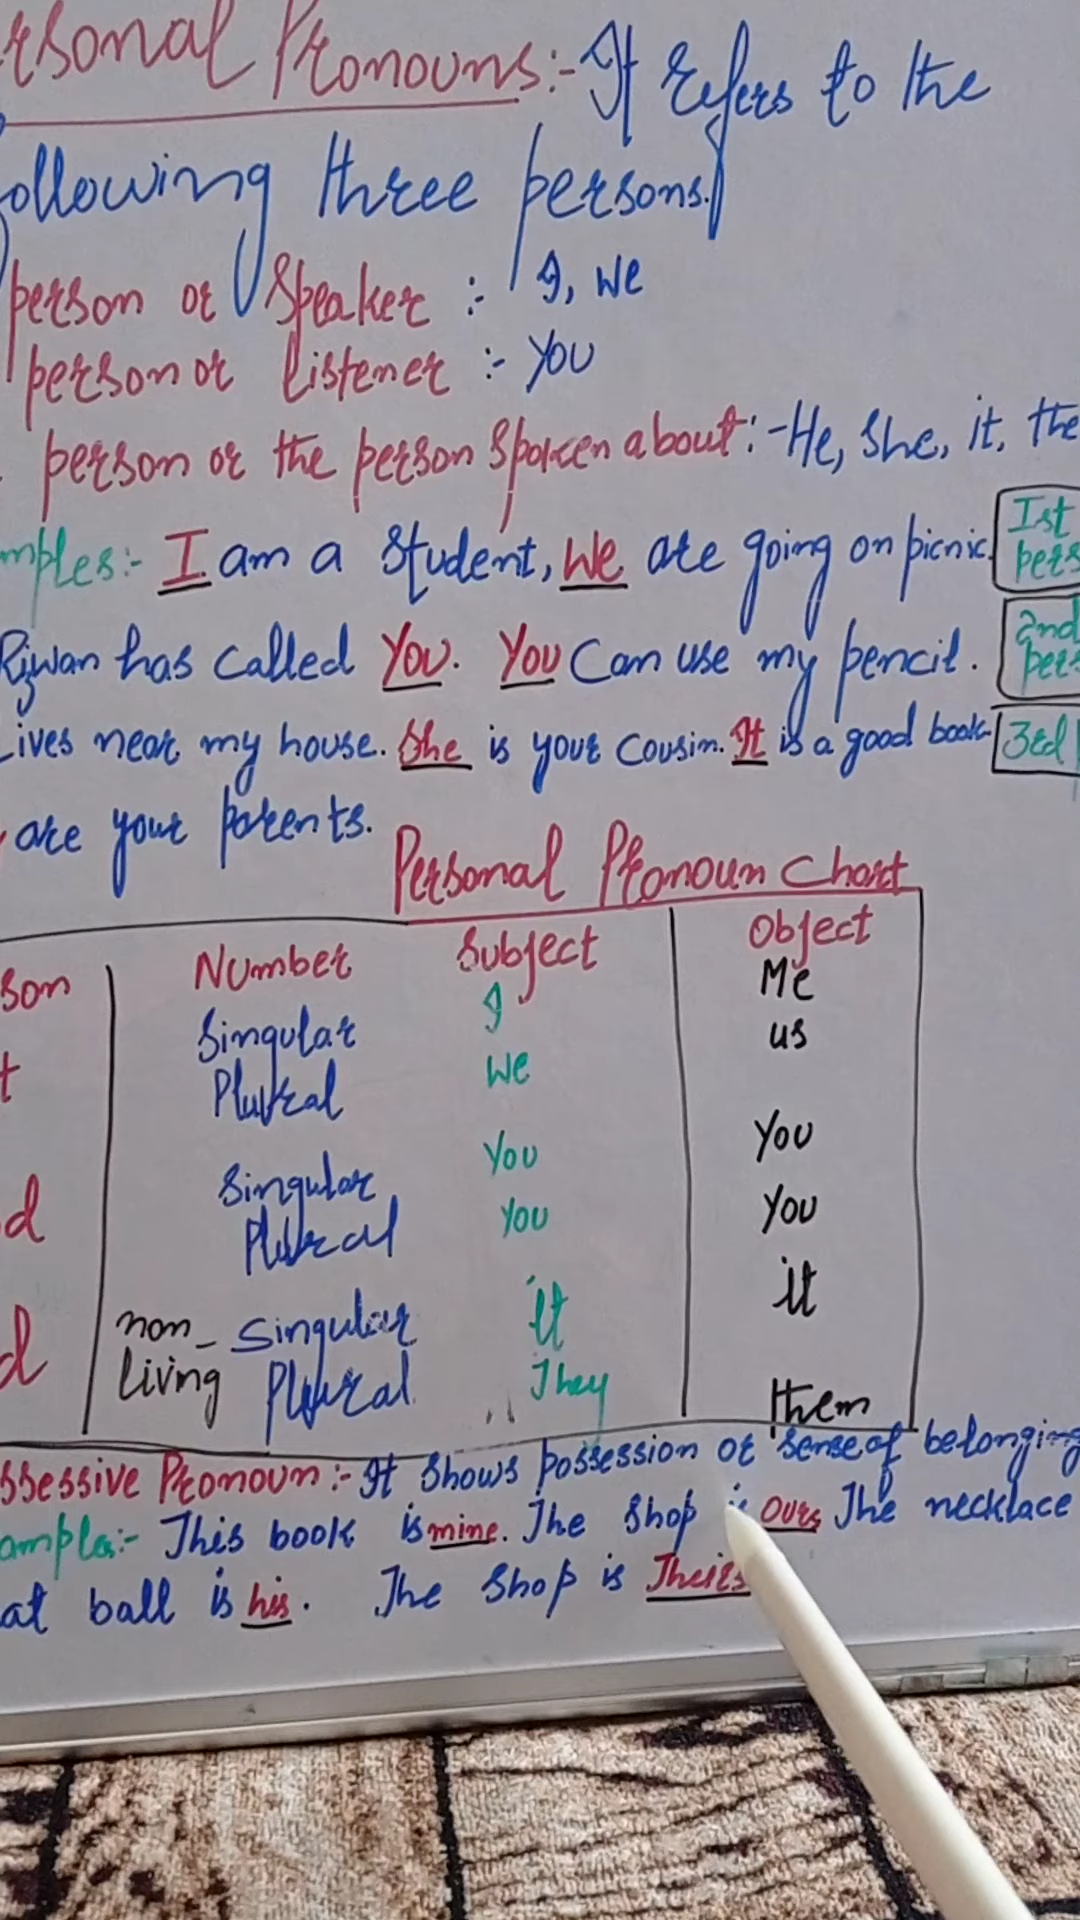 rsonal Pronouns:- It refers to the
following three persons.
person or Speaker :- I, We
person or listener :- You
person or the person Spoken about:- He, She, it, the
mples:- I am a Student, We are going on picnic. Ist pers
Rizwan has called You. You Can use my pencil. 2nd pers
Lives near my house. She is your Cousin. It is a good book. 3rd p
are your parents.
Personal Pronoun Chart
son Number Subject Object
Singular I Me
t Plural We us
Singular You You
d Plural You You
non-living Singular it it
d Plural They them
ssessive Pronoun:- It Shows possession or sense of belonging
ample:- This book is mine. The Shop is ours The necklace
at ball is his. The Shop is Theirs